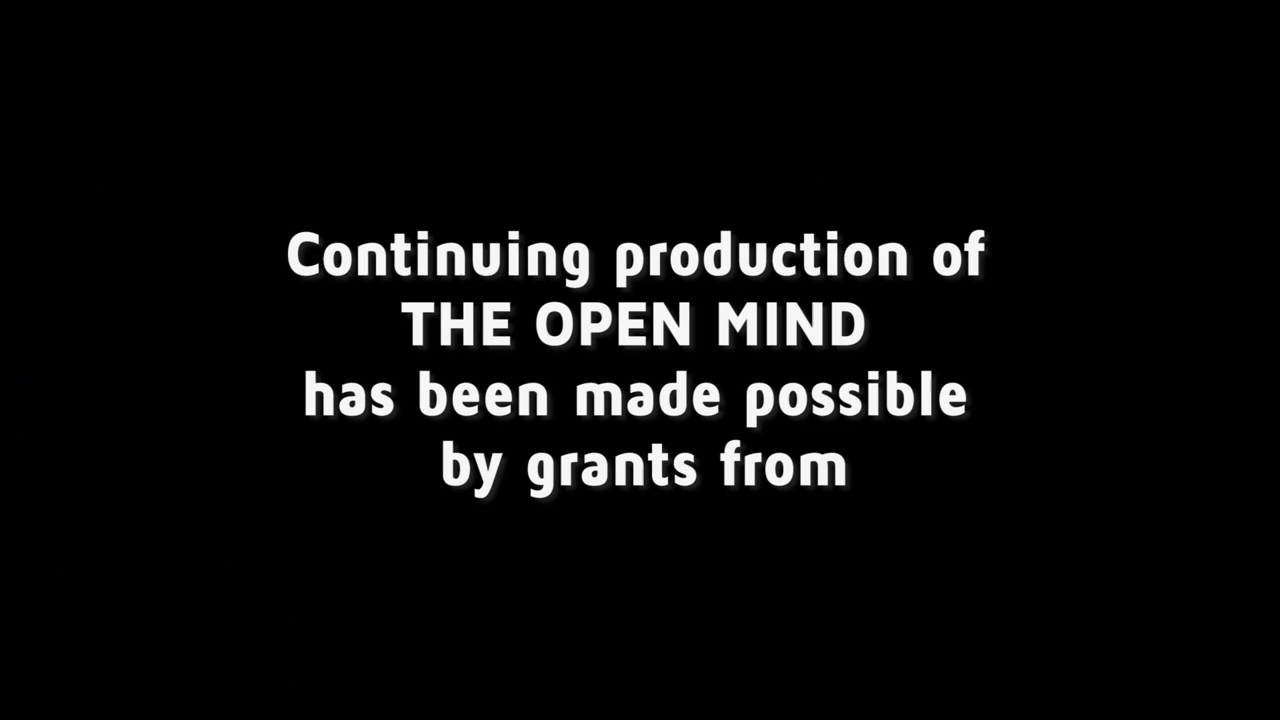 Continuing production of
THE OPEN MIND
has been made possible
by grants from